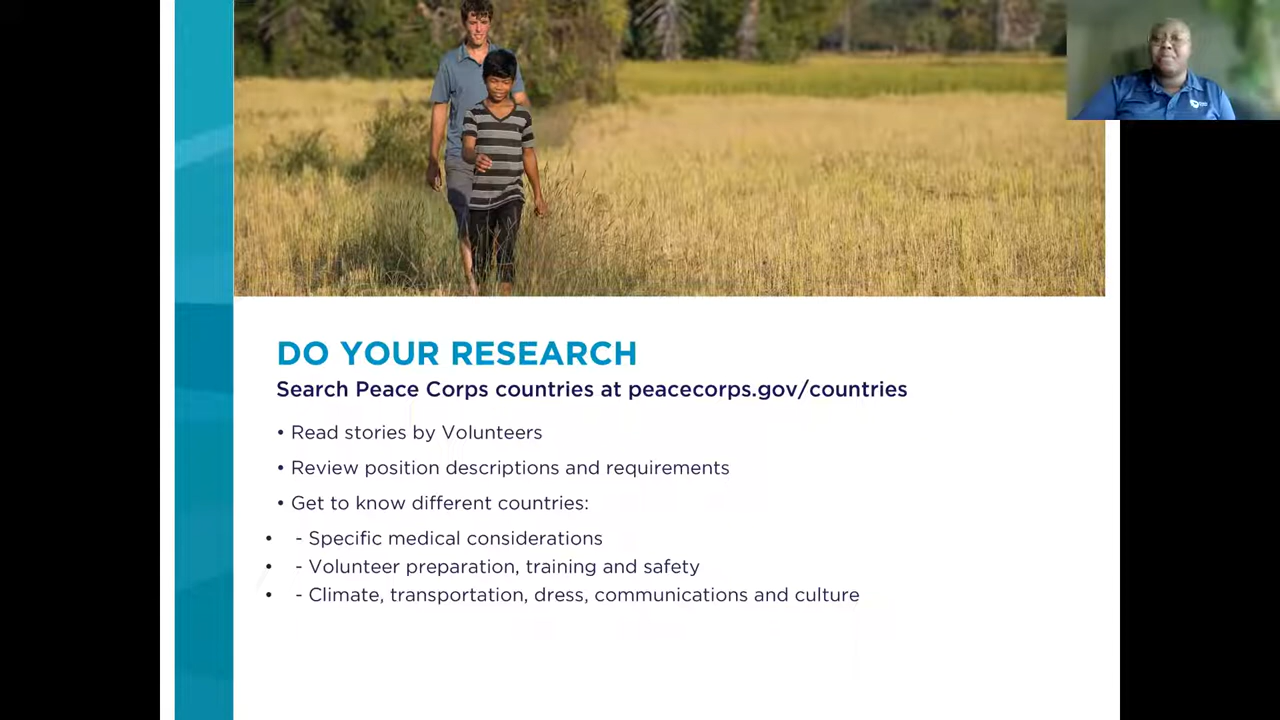 DO YOUR RESEARCH
Search Peace Corps countries at peacecorps.gov/countries
• Read stories by Volunteers
• Review position descriptions and requirements
• Get to know different countries:
• - Specific medical considerations
• - Volunteer preparation, training and safety
• - Climate, transportation, dress, communications and culture